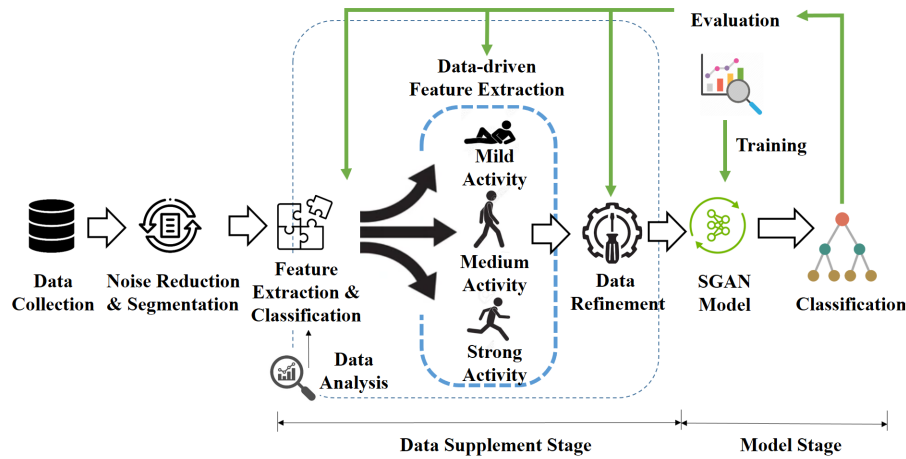 Evaluation
Data-driven
Feature Extraction
Training
Mild
Activity
Medium
Activity
Strong
Activity
Data
Collection
Noise Reduction
& Segmentation
Feature
Extraction &
Classification
Data
Refinement
SGAN
Model
Classification
Data
Analysis
Data Supplement Stage
Model Stage